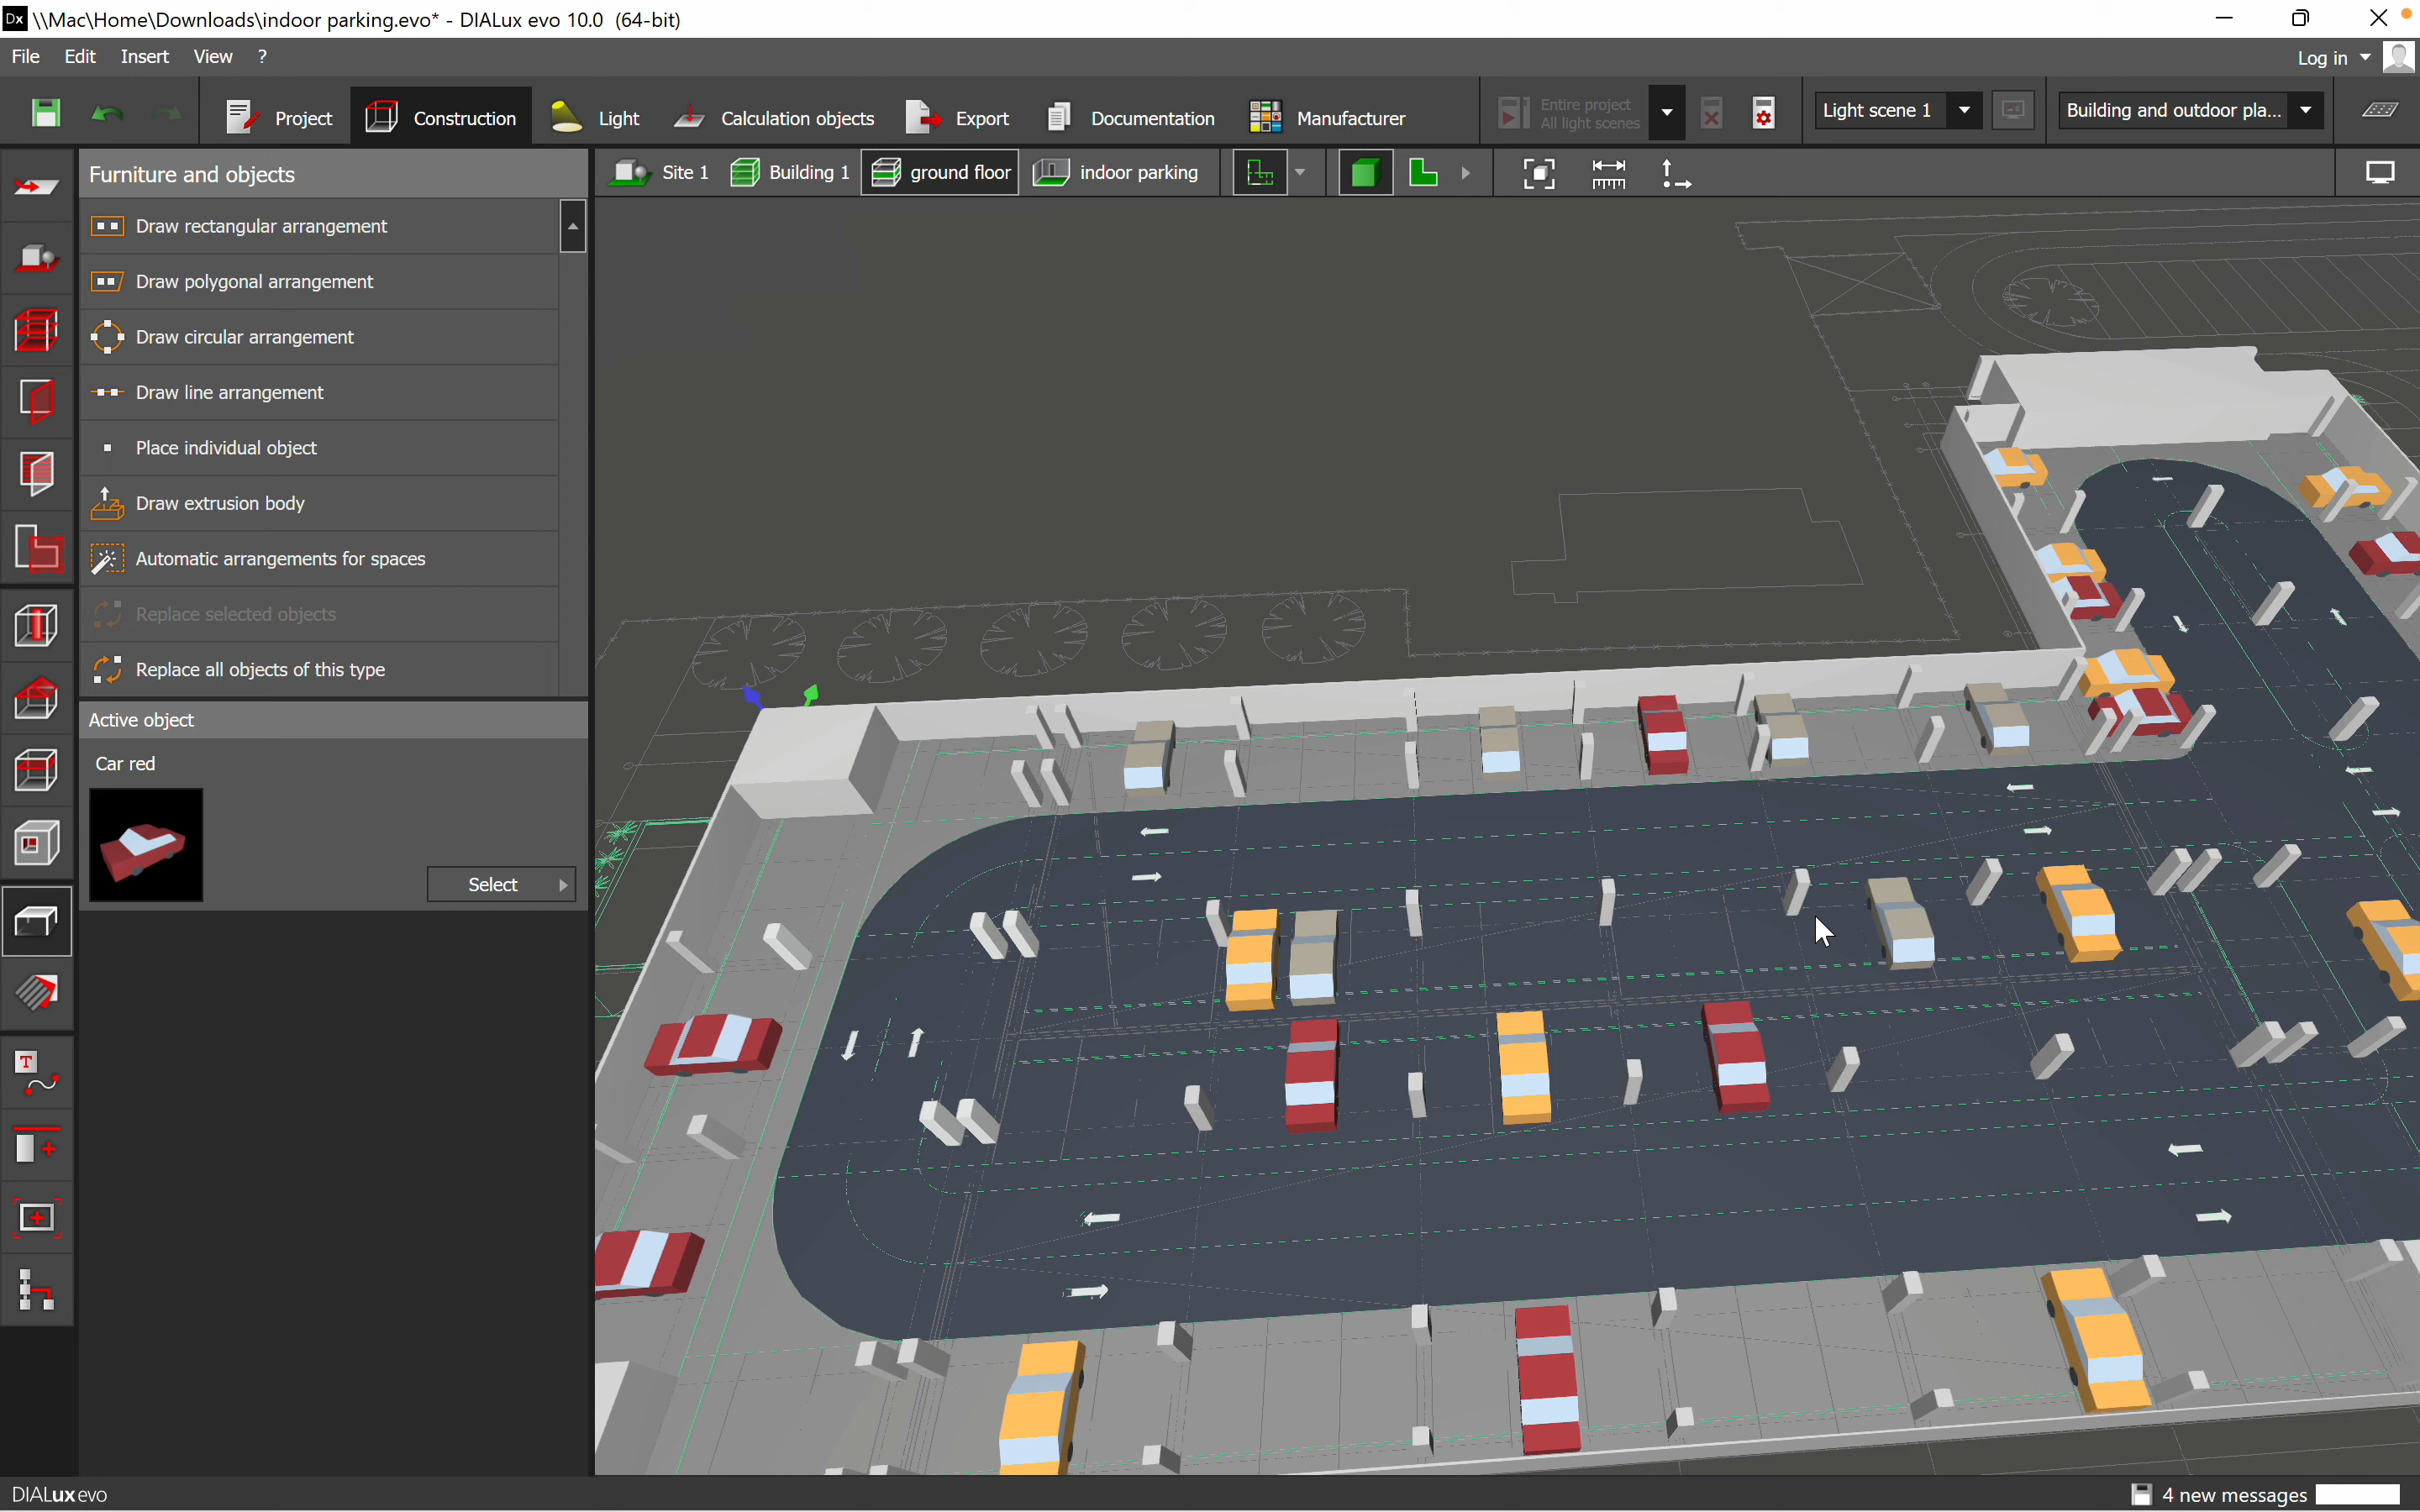 Dx \\Mac\Home\Downloads\indoor parking.evo* - DIALux evo 10.0 (64-bit)
File Edit Insert View ? Log in
Project Construction Light Calculation objects Export Documentation Manufacturer Entire project All light scenes Light scene 1 Building and outdoor pla...
Furniture and objects
Site 1 Building 1 ground floor indoor parking
Draw rectangular arrangement
Draw polygonal arrangement
Draw circular arrangement
Draw line arrangement
Place individual object
Draw extrusion body
Automatic arrangements for spaces
Replace selected objects
Replace all objects of this type
Active object
Car red
Select
T
DIALux evo
4 new messages